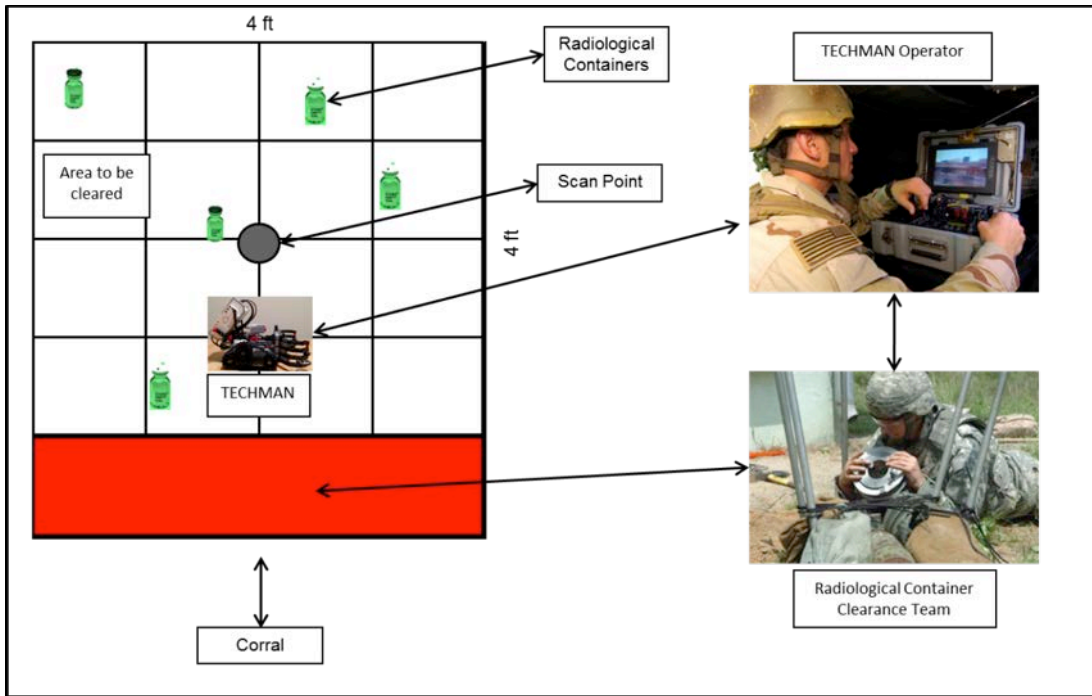 4 ft
Radiological
Containers
TECHMAN Operator
Area to be
cleared
Scan Point
4 ft
TECHMAN
Radiological Container
Clearance Team
Corral